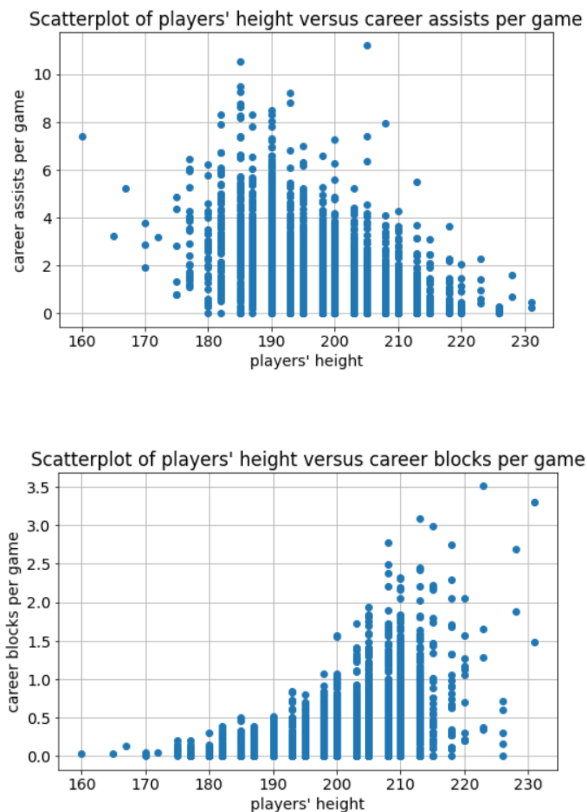 Scatterplot of players' height versus career assists per game
career assists per game
10
8
6
4
2
0
160 170 180 190 200 210 220 230
players' height
Scatterplot of players' height versus career blocks per game
career blocks per game
3.5
3.0
2.5
2.0
1.5
1.0
0.5
0.0
160 170 180 190 200 210 220 230
players' height